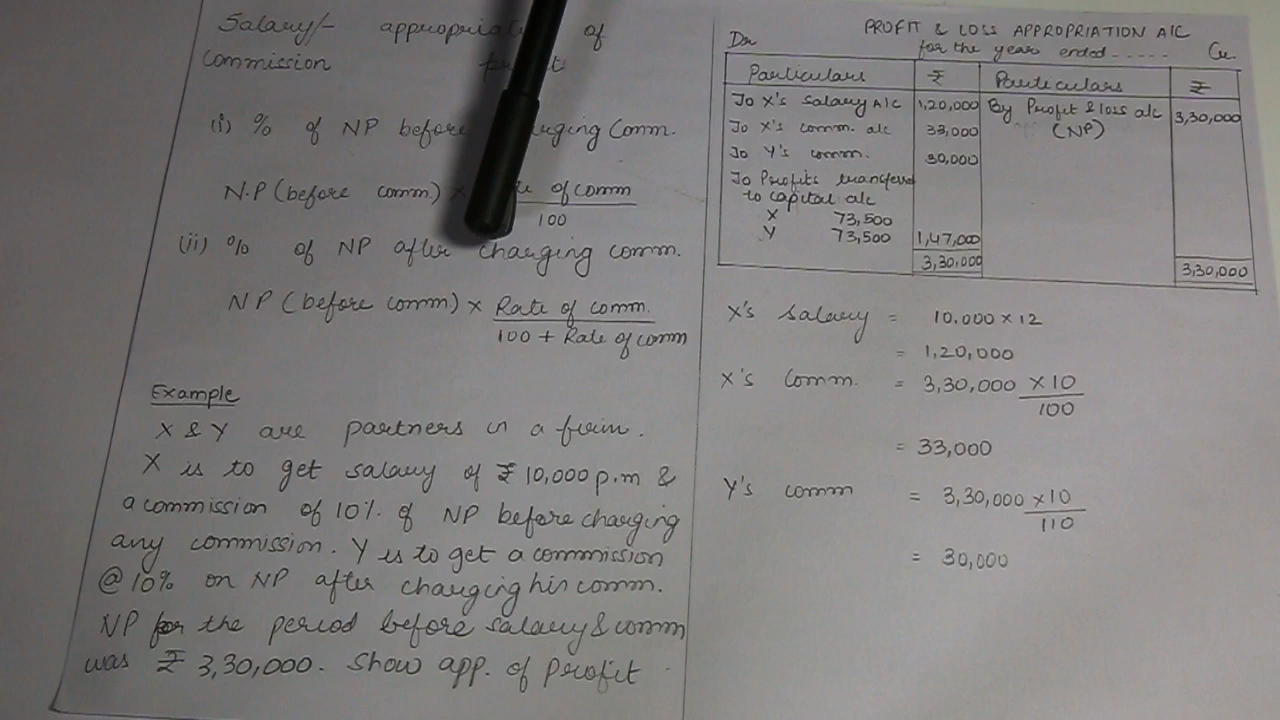 Salary/- of
Commission
(i) % of NP before Comm.
N.P (before comm.) of comm
100
(ii) % of NP after charging comm.
NP (before comm) × Rate of comm.
100 + Rate of comm
Example
X & Y are partners in a firm.
X is to get salary of ₹ 10,000 p.m &
a commission of 10% of NP before charging
any commission. Y is to get a commission
@ 10% on NP after charging his comm.
NP for the period before salary & comm
was ₹ 3,30,000. Show app. of profit
PROFIT & LOSS APPROPRIATION A/C
Dr for the years ended ..... Cr.
Particulars ₹ Particulars ₹
To X's Salary A/C 1,20,000 By Profit & loss a/c 3,30,000
To X's comm. a/c 33,000 (NP)
To Y's comm. 30,000
To Profits transferred
to capital a/c
X 73,500
Y 73,500 1,47,000
3,30,000 3,30,000
X's Salary = 10,000 × 12
= 1,20,000
X's Comm. = 3,30,000 × 10
100
= 33,000
Y's comm = 3,30,000 × 10
110
= 30,000